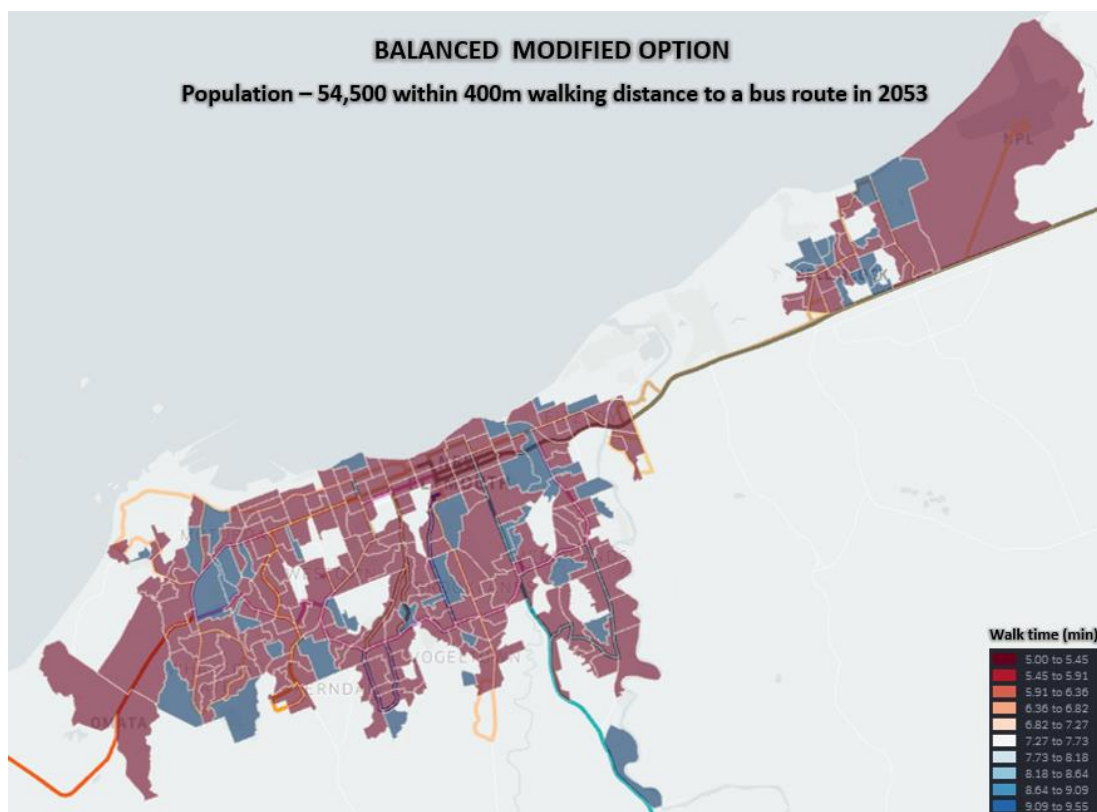 BALANCED MODIFIED OPTION
Population – 54,500 within 400m walking distance to a bus route in 2053
NPL
OMATA
Walk time (min)
5.00 to 5.45
5.45 to 5.91
5.91 to 6.36
6.36 to 6.82
6.82 to 7.27
7.27 to 7.73
7.73 to 8.18
8.18 to 8.64
8.64 to 9.09
9.09 to 9.55